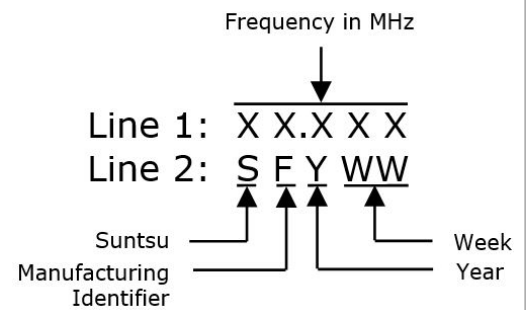 Frequency in MHz
Line 1: X X.X X X
Line 2: S F Y WW
Suntsu
Week
Manufacturing
Year
Identifier